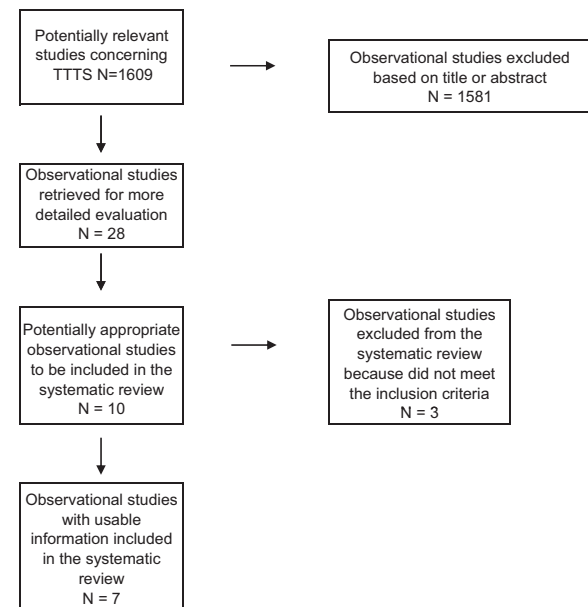 Potentially relevant
studies concerning
TTTS N=1609
Observational studies excluded
based on title or abstract
N = 1581
Observational studies
retrieved for more
detailed evaluation
N = 28
Potentially appropriate
observational studies
to be included in the
systematic review
N = 10
Observational studies
excluded from the
systematic review
because did not meet
the inclusion criteria
N = 3
Observational studies
with usable
information included
in the systematic
review
N = 7